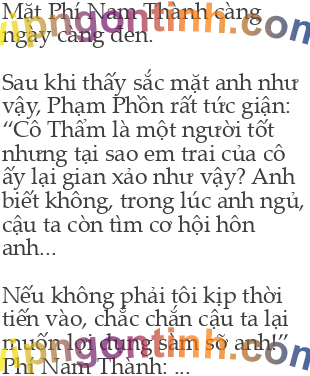 Mặt Phí Nam Thành càng
ngày càng đen.
Sau khi thấy sắc mặt anh như
vậy, Phạm Phồn rất tức giận:
“Cô Thẩm là một người tốt
nhưng tại sao em trai của cô
ấy lại gian xảo như vậy? Anh
biết không, trong lúc anh ngủ,
cậu ta còn tìm cơ hội hôn
anh...
Nếu không phải tôi kịp thời
tiến vào, chắc chắn cậu ta lại
muốn lợi dụng sàm sỡ anh!”
Phí Nam Thành: ...
vipngontinh.com
vipngontinh.com